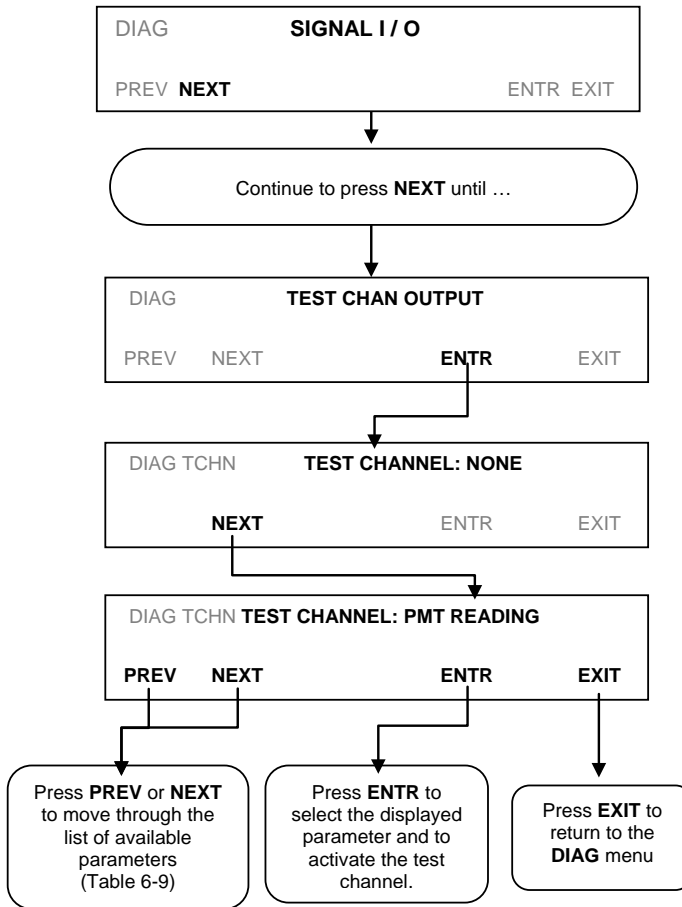 DIAG SIGNAL I / O
PREV NEXT ENTR EXIT
Continue to press NEXT until …
DIAG TEST CHAN OUTPUT
PREV NEXT ENTR EXIT
DIAG TCHN TEST CHANNEL: NONE
NEXT ENTR EXIT
DIAG TCHN TEST CHANNEL: PMT READING
PREV NEXT ENTR EXIT
Press PREV or NEXT
to move through the
list of available
parameters
(Table 6-9)
Press ENTR to
select the displayed
parameter and to
activate the test
channel.
Press EXIT to
return to the
DIAG menu